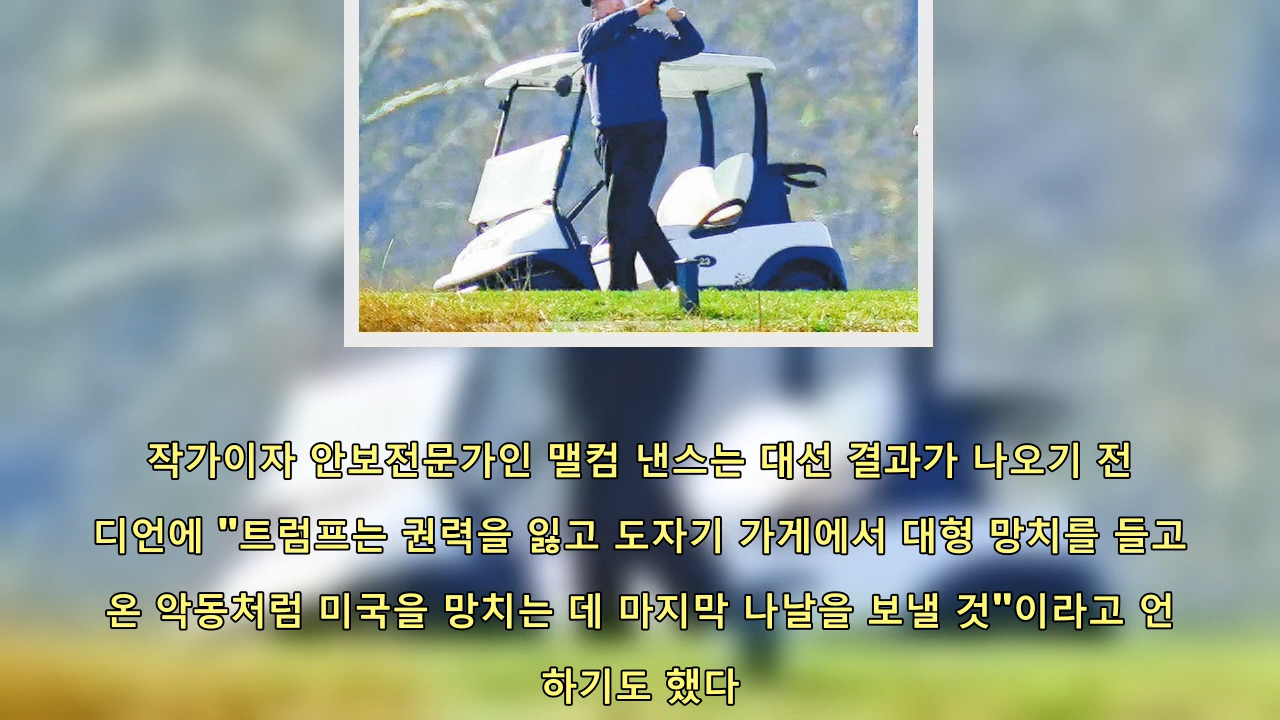 작가이자 안보전문가인 맬컴 낸스는 대선 결과가 나오기 전
디언에 "트럼프는 권력을 잃고 도자기 가게에서 대형 망치를 들고
온 악동처럼 미국을 망치는 데 마지막 나날을 보낼 것"이라고 언
하기도 했다
23